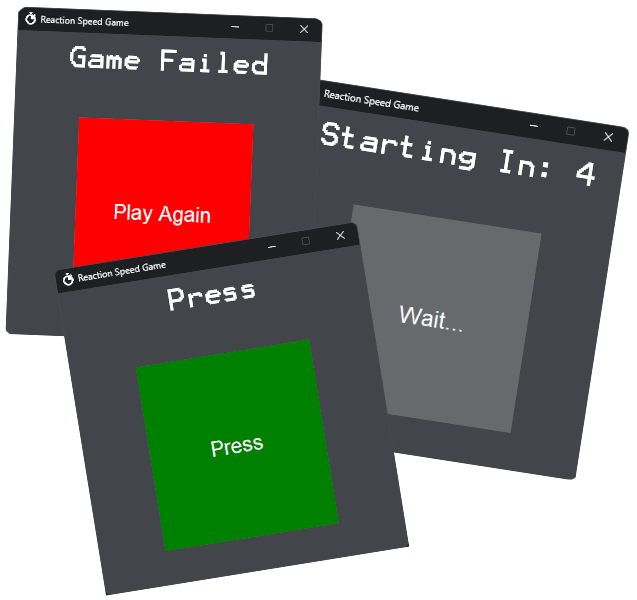 Reaction Speed Game
Game Failed
Play Again
Reaction Speed Game
Starting In: 4
Wait...
Reaction Speed Game
Press
Press